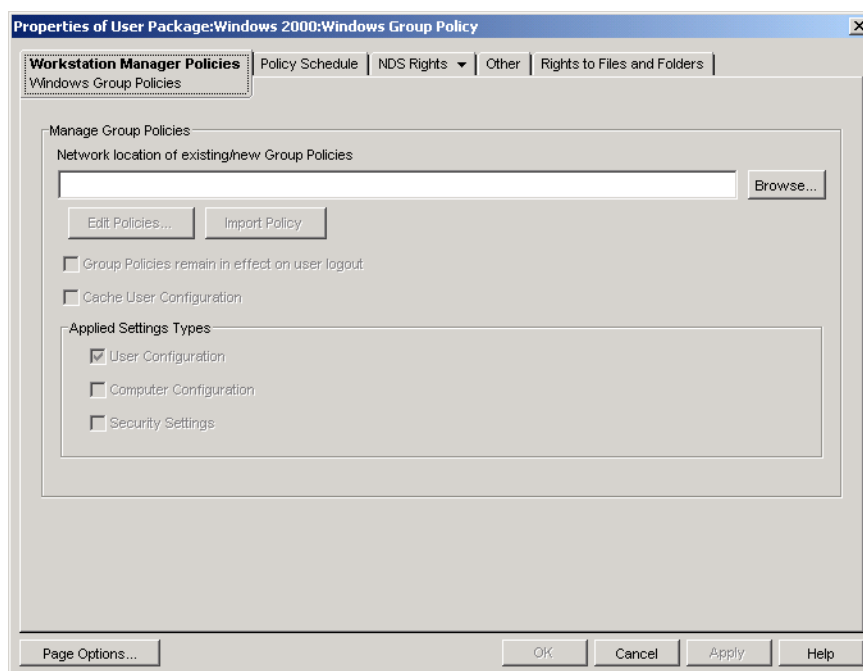 Properties of User Package:Windows 2000:Windows Group Policy
Workstation Manager Policies Policy Schedule NDS Rights Other Rights to Files and Folders
Windows Group Policies
Manage Group Policies
Network location of existing/new Group Policies
Browse...
Edit Policies... Import Policy
Group Policies remain in effect on user logout
Cache User Configuration
Applied Settings Types
User Configuration
Computer Configuration
Security Settings
Page Options... OK Cancel Apply Help